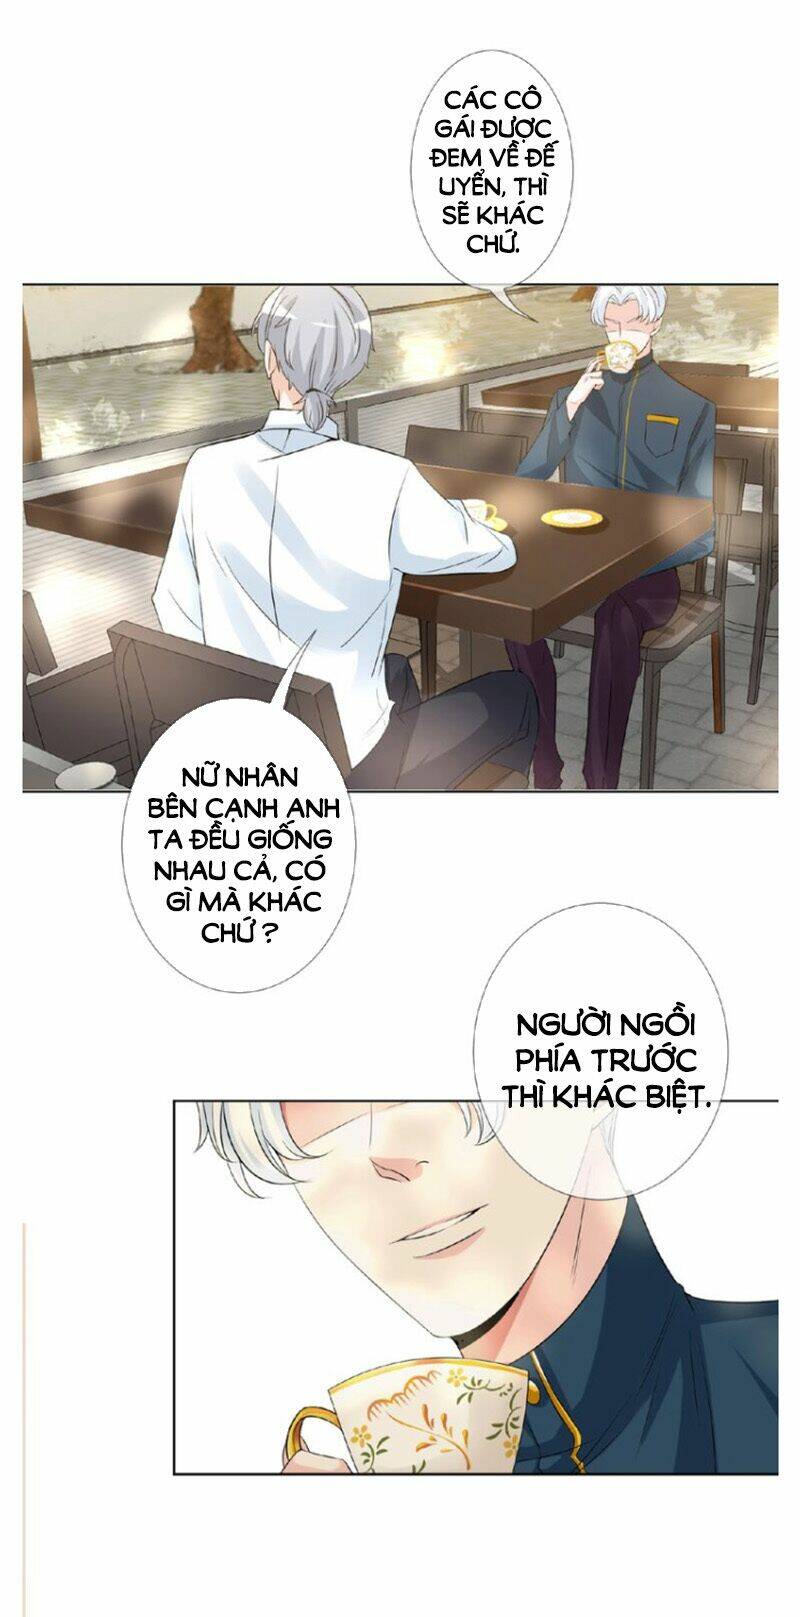 CÁC CÔ
GÁI ĐƯỢC
ĐEM VỀ ĐẾ
UYỂN, THÌ
SẼ KHÁC
CHỨ.
NỮ NHÂN
BÊN CẠNH ANH
TA ĐỀU GIỐNG
NHAU CẢ, CÓ
GÌ MÀ KHÁC
CHỨ ?
NGƯỜI NGỒI
PHÍA TRƯỚC
THÌ KHÁC BIỆT.